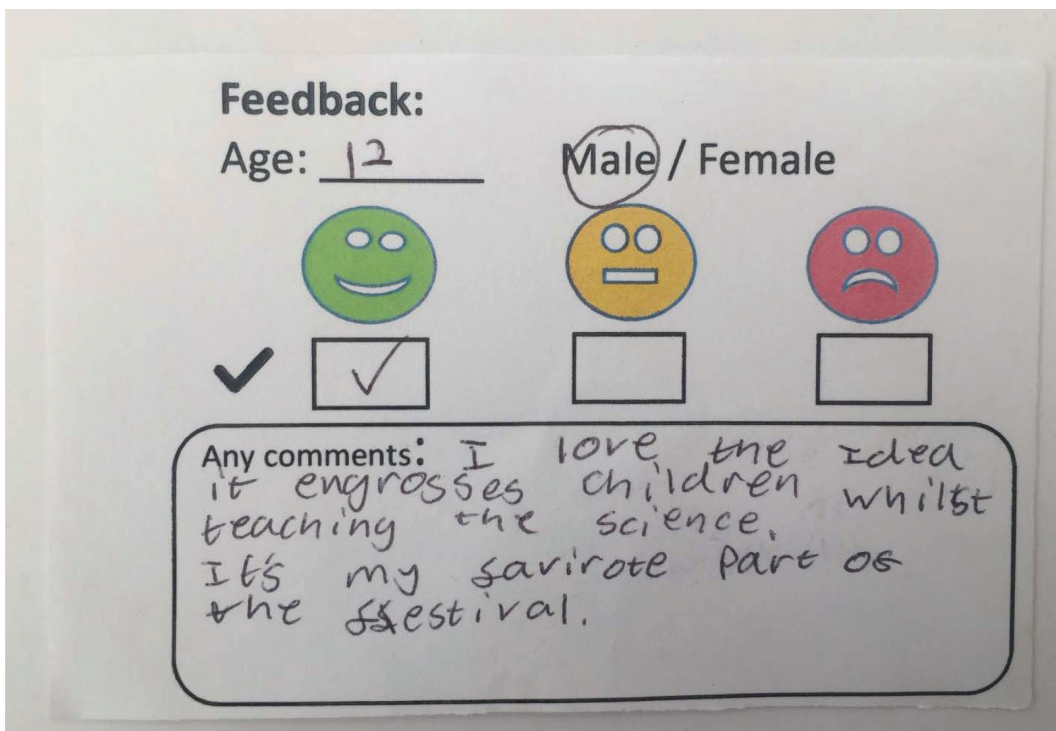 Feedback:
Age: 12 Male / Female
Any comments: I love the Idea
it engrosses children whilst
teaching the science.
It's my favirote Part of
the festival.